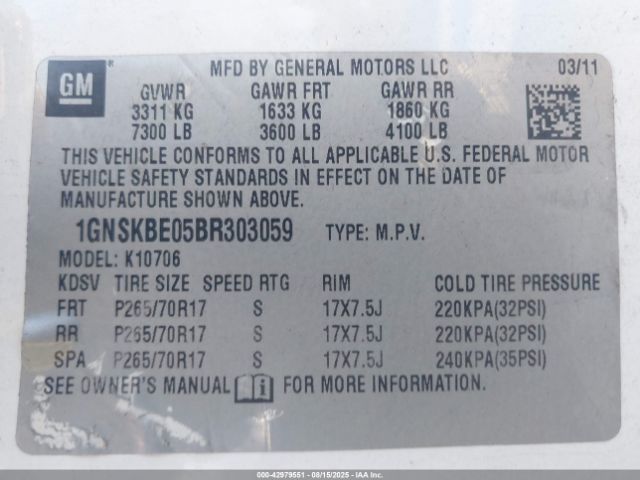 GM
MFD BY GENERAL MOTORS LLC 03/11
GVWR GAWR FRT GAWR RR
3311 KG 1633 KG 1860 KG
7300 LB 3600 LB 4100 LB
THIS VEHICLE CONFORMS TO ALL APPLICABLE U.S. FEDERAL MOTOR
VEHICLE SAFETY STANDARDS IN EFFECT ON THE DATE OF
MANUFACTURE SHOWN ABOVE.
1GNSKBE05BR303059 TYPE: M.P.V.
MODEL: K10706
KDSV TIRE SIZE SPEED RTG RIM COLD TIRE PRESSURE
FRT P265/70R17 S 17X7.5J 220KPA(32PSI)
RR P265/70R17 S 17X7.5J 220KPA(32PSI)
SPA P265/70R17 S 17X7.5J 240KPA(35PSI)
SEE OWNER'S MANUAL FOR MORE INFORMATION.
000-42979551 - 08/15/2025 - IAAI.COM